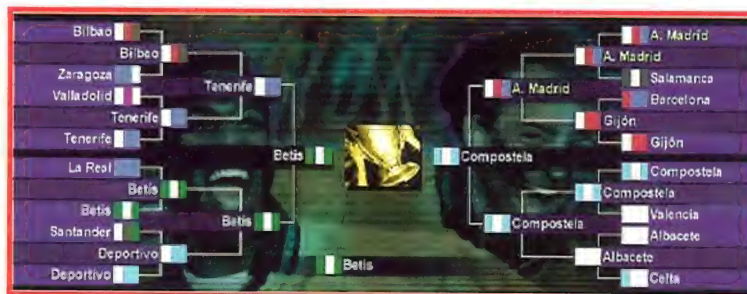 Bilbao
Bilbao
Zaragoza
Valladolid
Tenerife
Tenerife
Tenerife
La Real
Betis
Betis
Santander
Betis
Deportivo
Deportivo
Betis
Betis
Compostela
A. Madrid
A. Madrid
A. Madrid
Salamanca
Barcelona
Gijón
Gijón
Compostela
Compostela
Compostela
Valencia
Albacete
Albacete
Celta